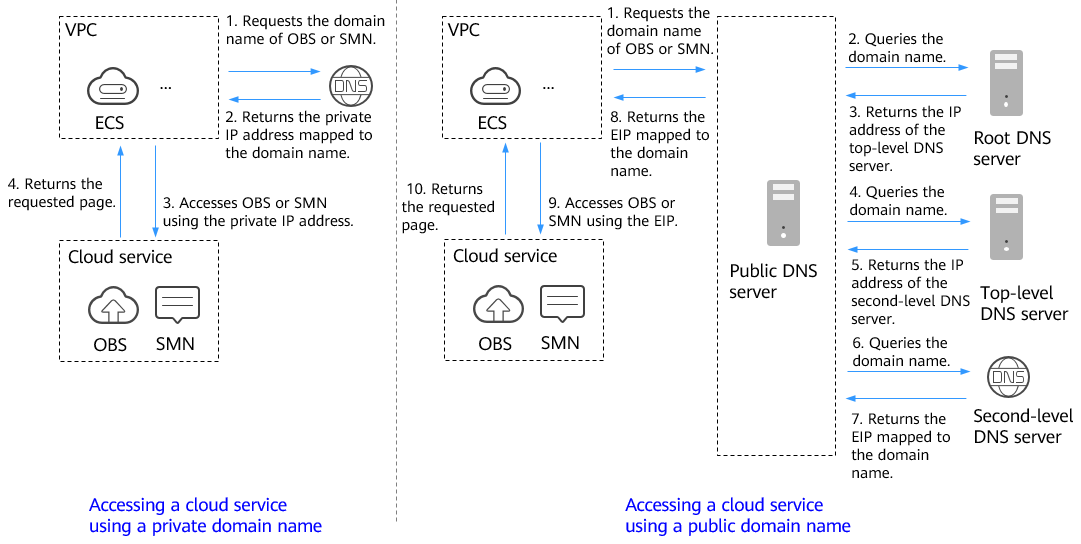 VPC
1. Requests the domain
name of OBS or SMN.
...
DNS
ECS
2. Returns the private
IP address mapped to
the domain name.
4. Returns the
requested page.
3. Accesses OBS or SMN
using the private IP address.
Cloud service
OBS
SMN
Accessing a cloud service
using a private domain name
VPC
1. Requests the
domain name
of OBS or SMN.
...
ECS
8. Returns the
EIP mapped to
the domain
name.
10. Returns
the requested
page.
9. Accesses OBS or
SMN using the EIP.
Cloud service
OBS
SMN
Public DNS
server
2. Queries the
domain name.
3. Returns the IP
address of the
top-level DNS
server.
Root DNS
server
4. Queries the
domain name.
5. Returns the IP
address of the
second-level DNS
server.
Top-level
DNS server
6. Queries the
domain name.
DNS
7. Returns the
EIP mapped to
the domain
name.
Second-level
DNS server
Accessing a cloud service
using a public domain name